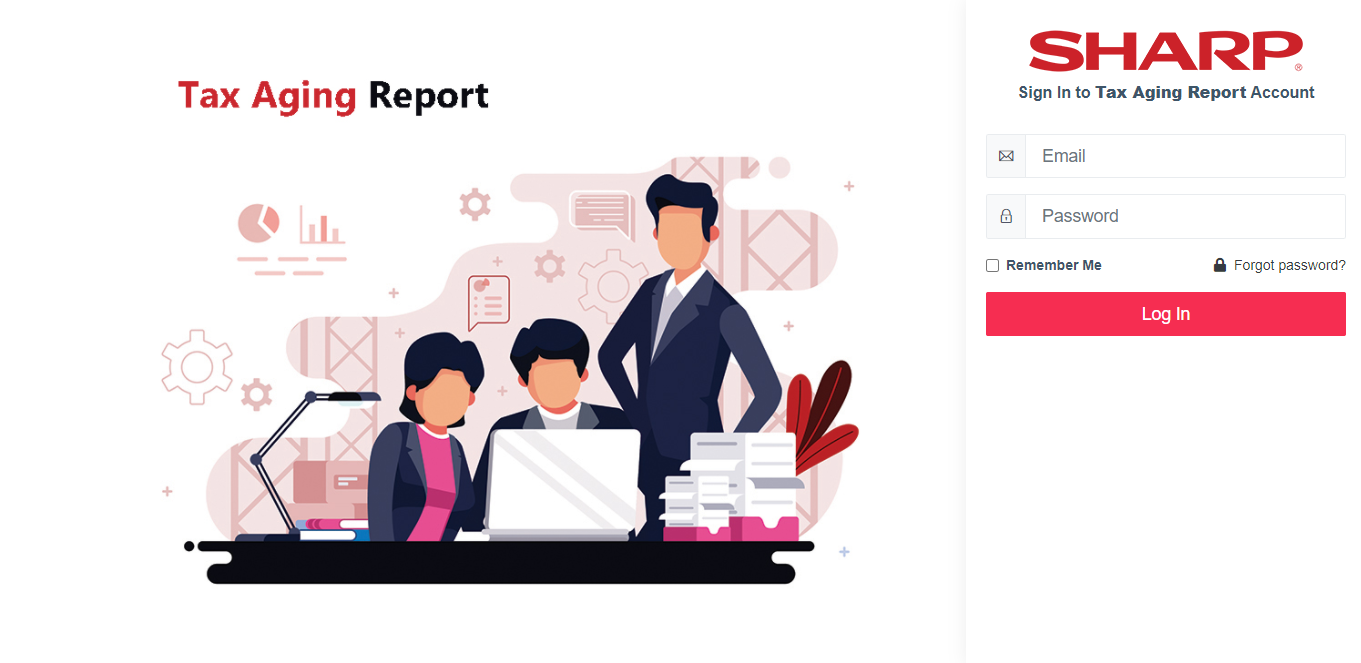 Tax Aging Report
SHARP®
Sign In to Tax Aging Report Account
Email
Password
Remember Me
Forgot password?
Log In